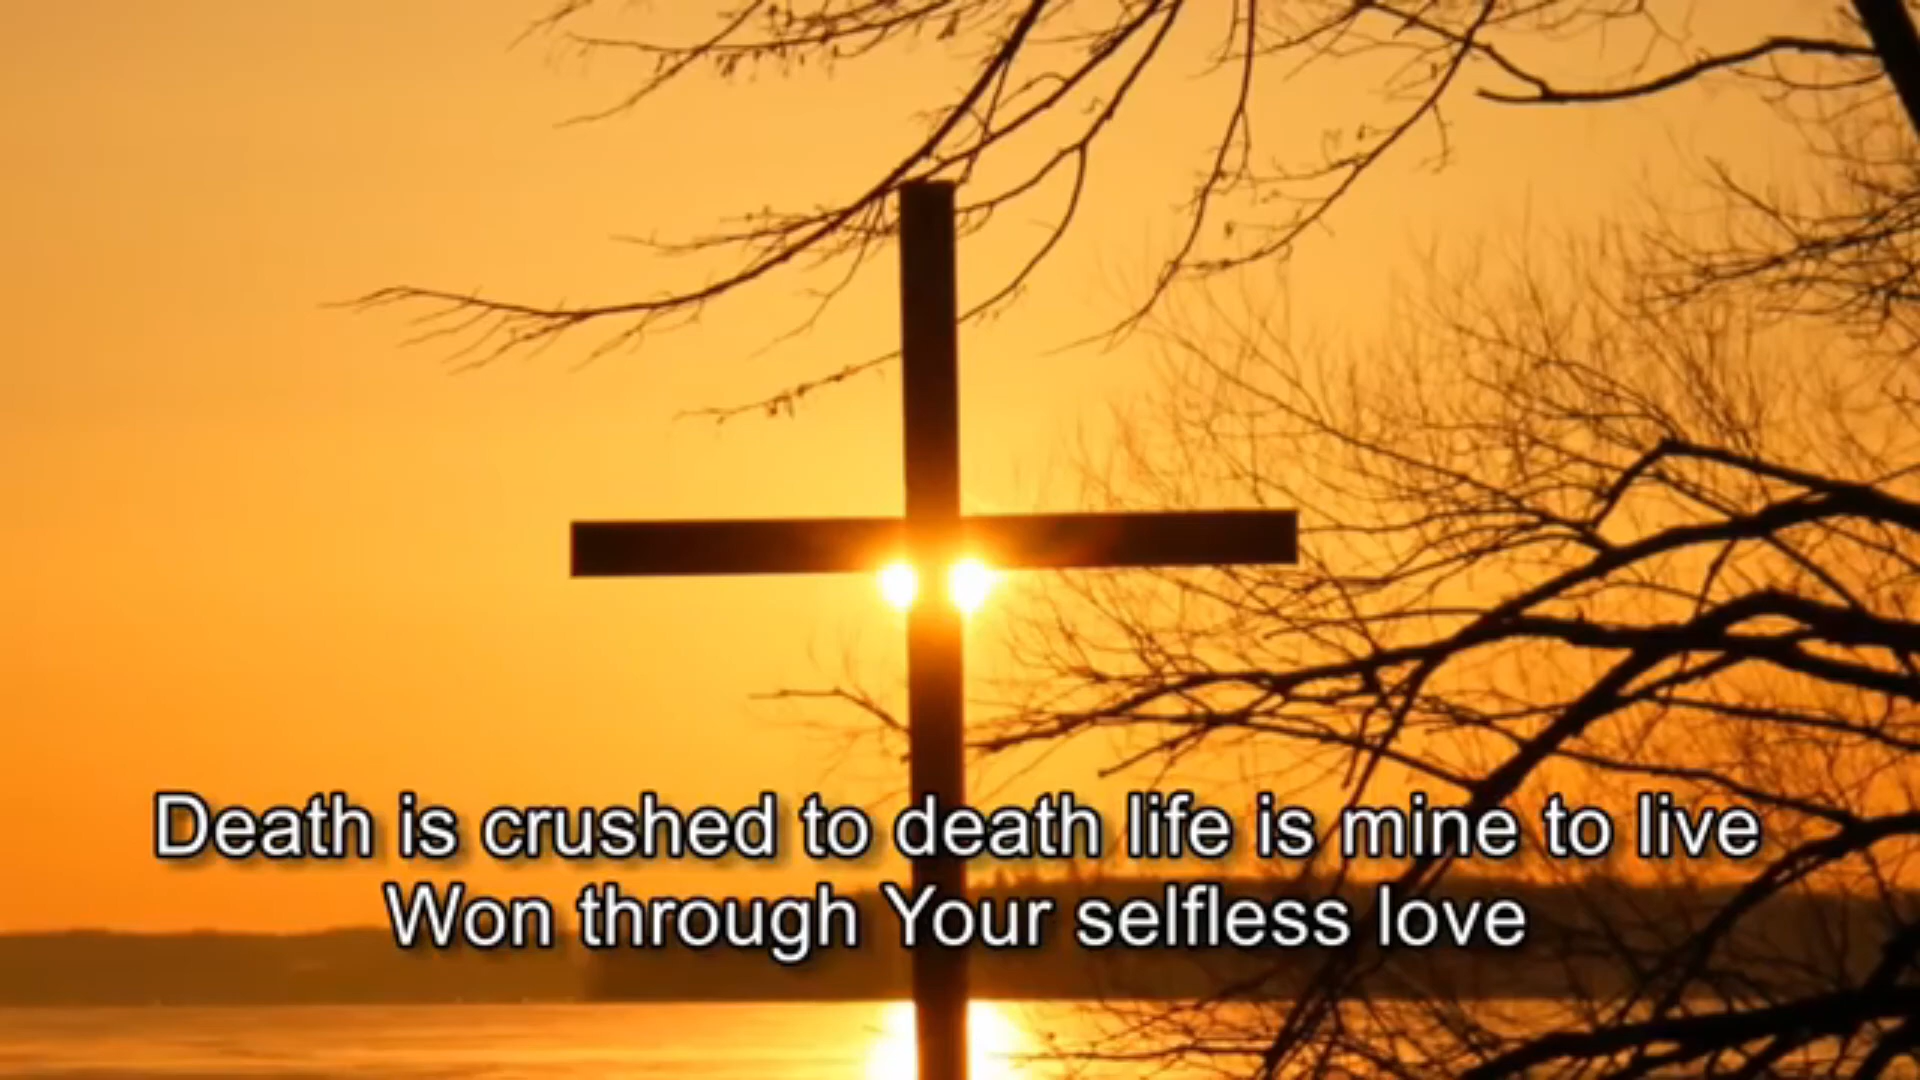 Death is crushed to death life is mine to live
Won through Your selfless love